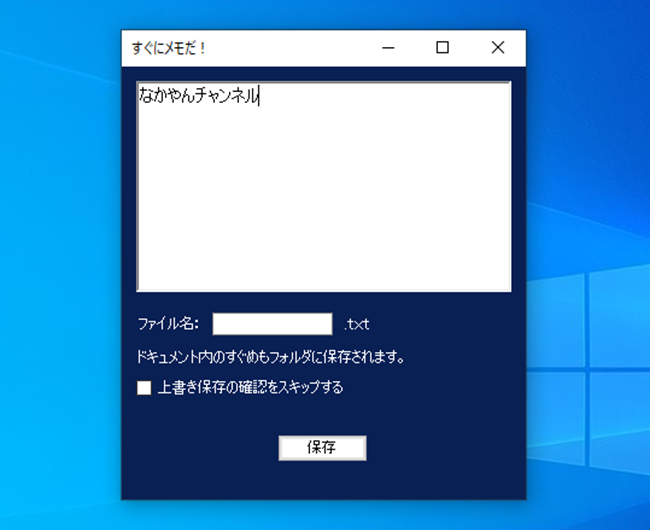 すぐにメモだ！
なかやんチャンネル
ファイル名： .txt
ドキュメント内のすぐめもフォルダに保存されます。
上書き保存の確認をスキップする
保存